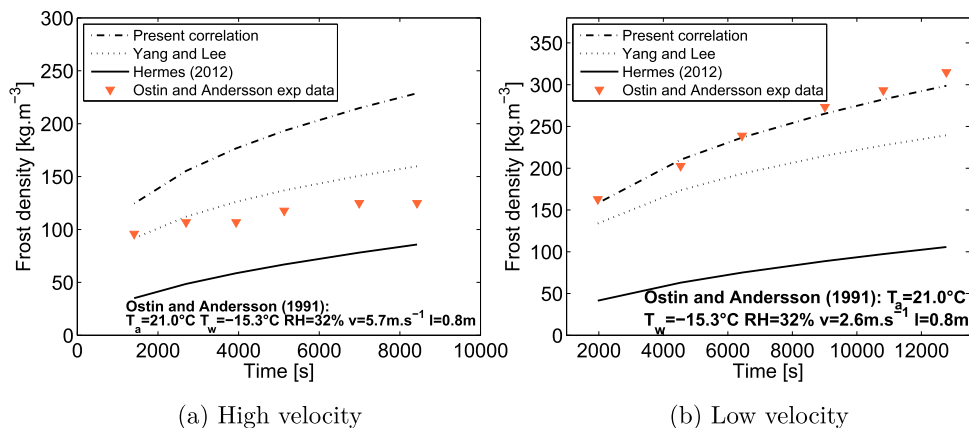 300
250
200
150
100
50
0
Frost density [kg.m−3]
Present correlation
Yang and Lee
Hermes (2012)
Ostin and Andersson exp data
Ostin and Andersson (1991):
Ta=21.0°C Tw=−15.3°C RH=32% v=5.7m.s−1 l=0.8m
0 2000 4000 6000 8000 10000
Time [s]
(a) High velocity
350
300
250
200
150
100
50
0
Frost density [kg.m−3]
Present correlation
Yang and Lee
Hermes (2012)
Ostin and Andersson exp data
Ostin and Andersson (1991): Ta=21.0°C
Tw=−15.3°C RH=32% v=2.6m.s−1 l=0.8m
2000 4000 6000 8000 10000 12000
Time [s]
(b) Low velocity